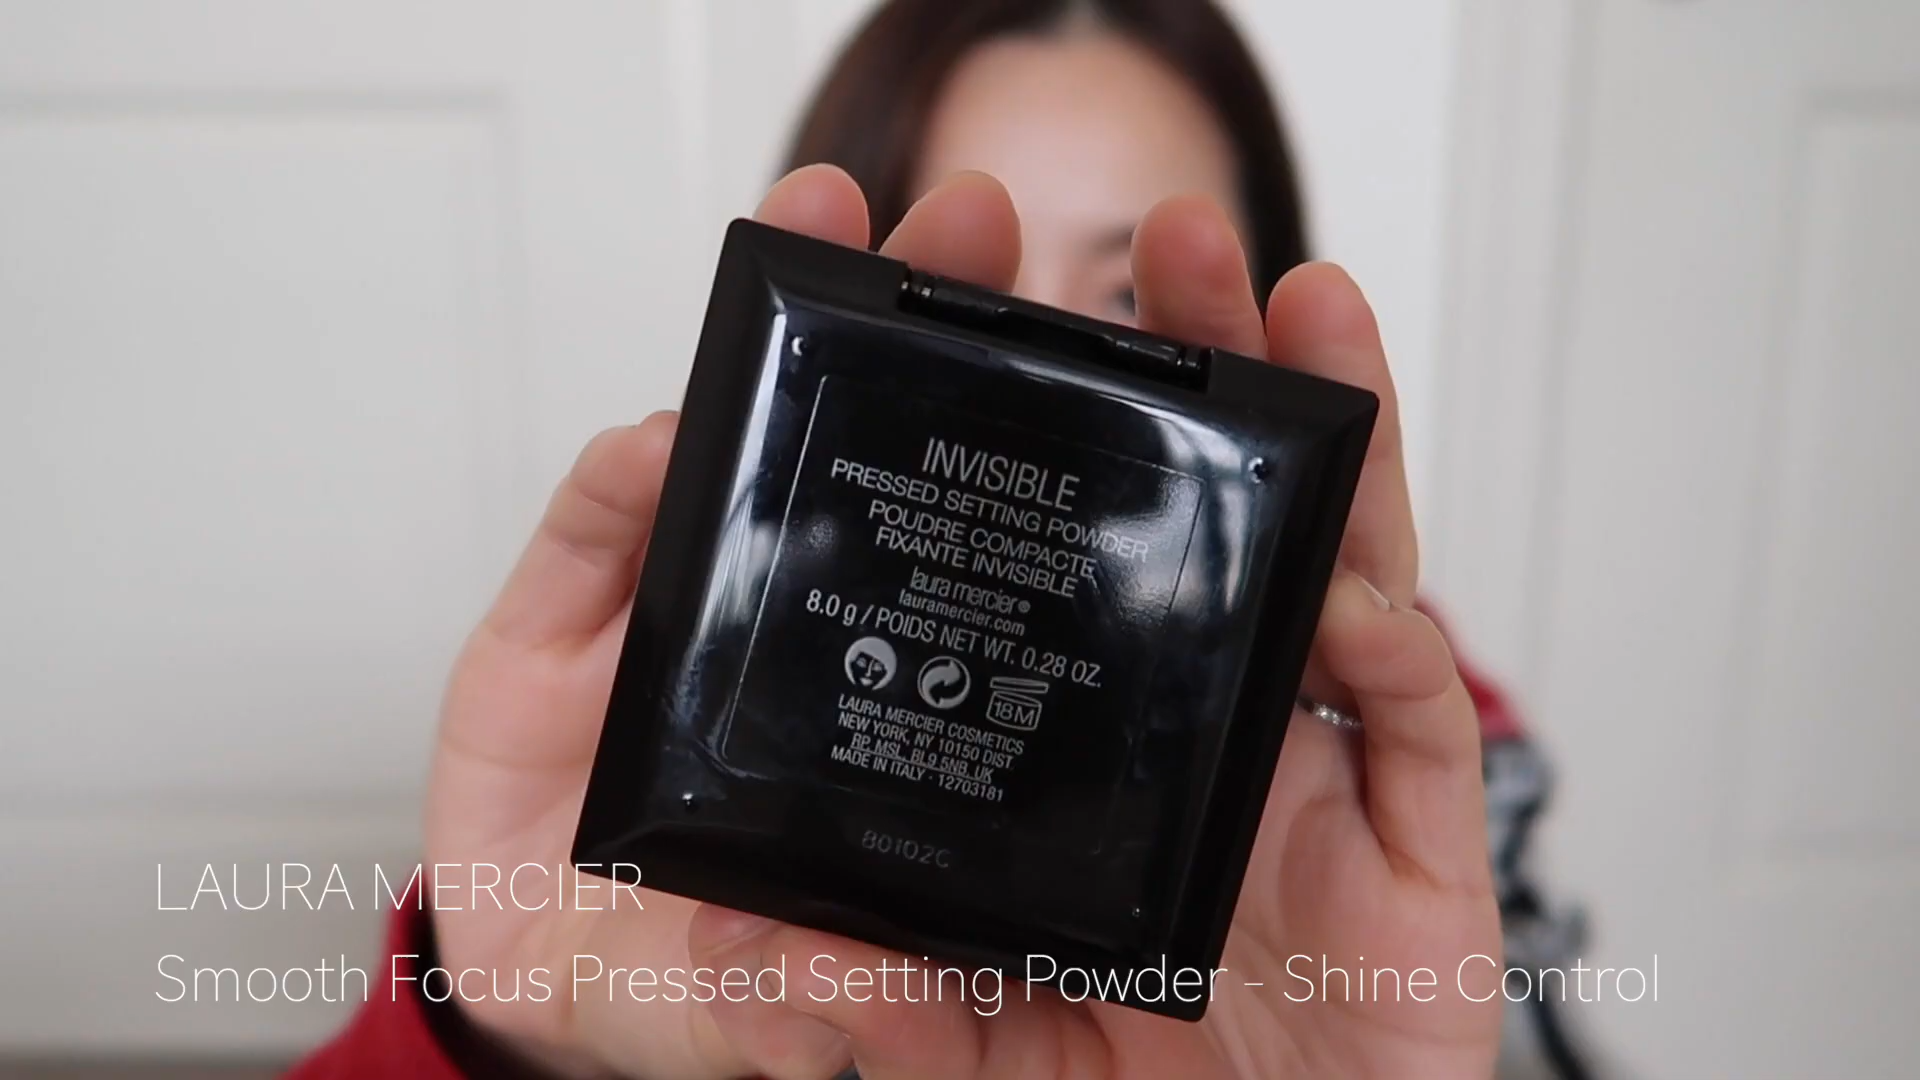 INVISIBLE
PRESSED SETTING POWDER
POUDRE COMPACTE
FIXANTE INVISIBLE
laura mercier®
lauramercier.com
8.0 g / POIDS NET WT. 0.28 OZ.
18M
LAURA MERCIER COSMETICS
NEW YORK, NY 10150 DIST.
RP. MSL, BL9 5NB, UK
MADE IN ITALY · 12703181
80102C
LAURA MERCIER
Smooth Focus Pressed Setting Powder - Shine Control